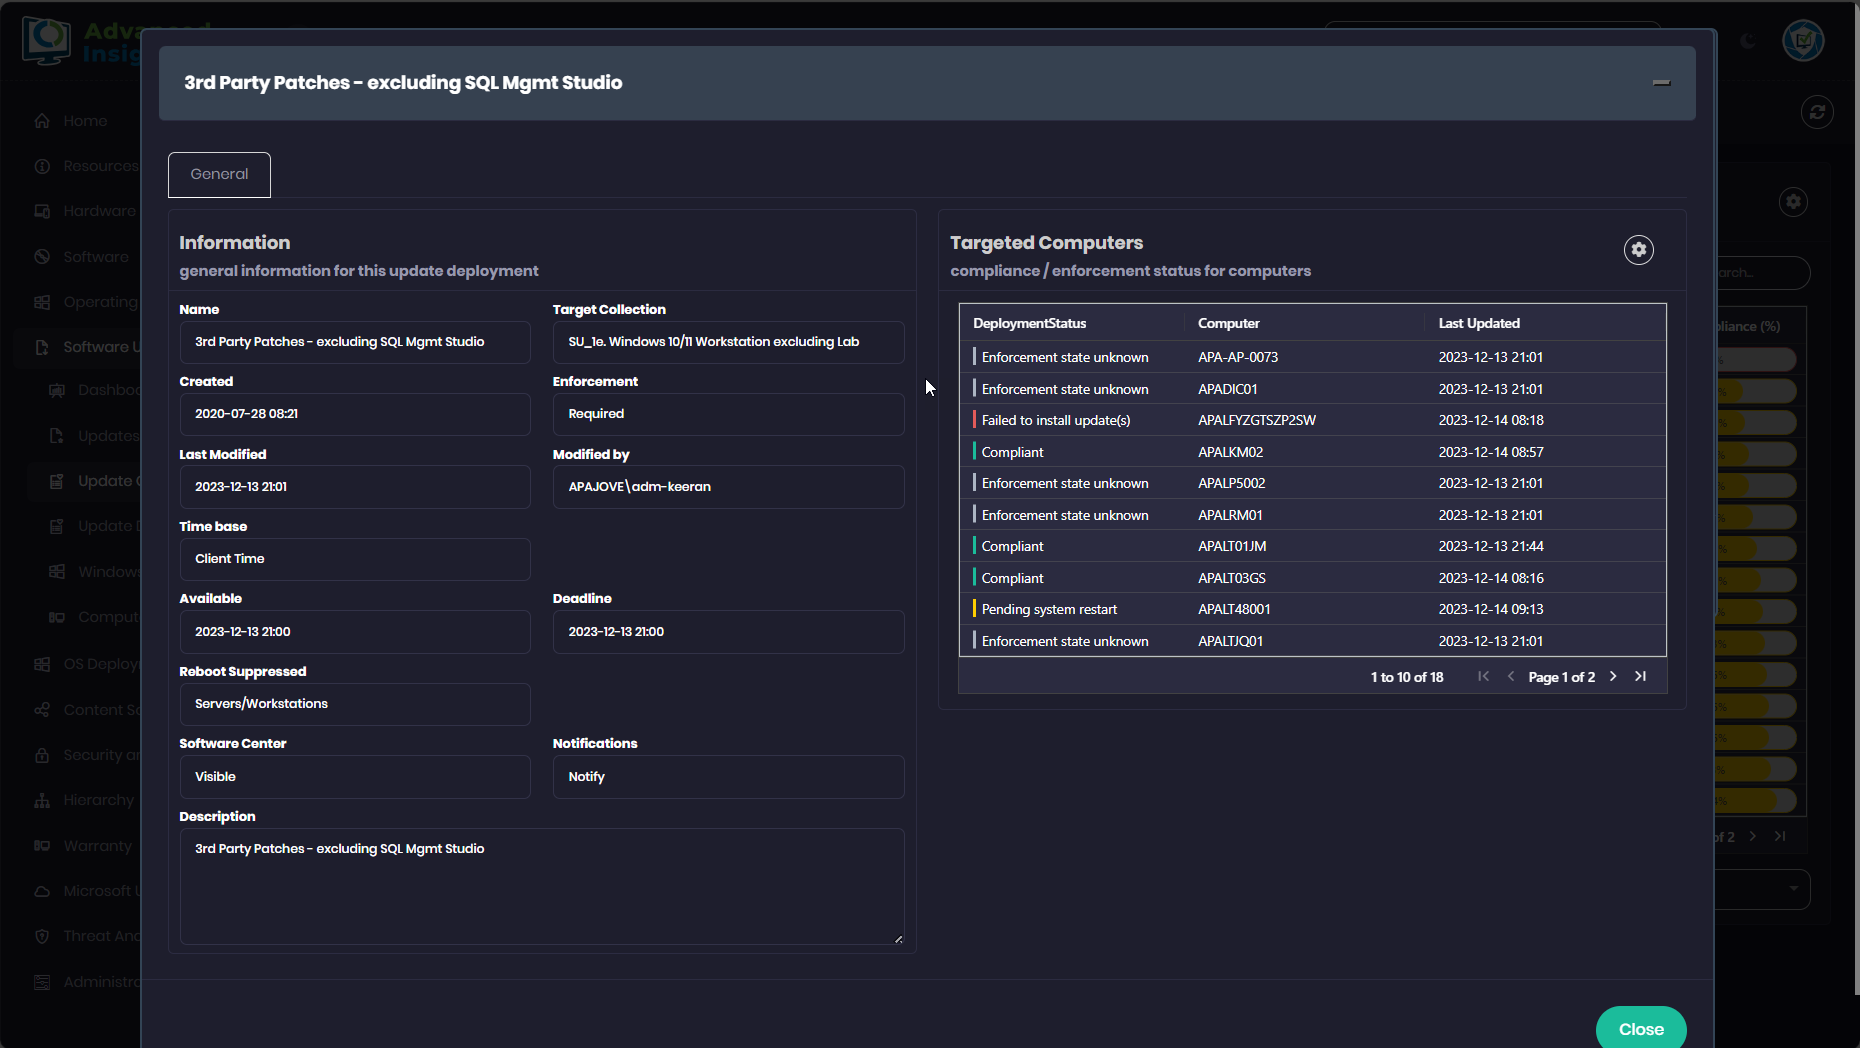 3rd Party Patches - excluding SQL Mgmt Studio
Home
Resources
Hardware
Software
Operating
Software U
Dashbo
Updates
Update
Update
Windows
Comput
OS Deploy
Content
Security
Hierarchy
Warranty
Microsoft
Threat
General
Information
general information for this update deployment
Name
3rd Party Patches - excluding SQL Mgmt Studio
Target Collection
SU_1e. Windows 10/11 Workstation excluding Lab
Created
2020-07-28 08:21
Enforcement
Required
Last Modified
2023-12-13 21:01
Modified by
APAJOVE\adm-keeran
Time base
Client Time
Available
2023-12-13 21:00
Deadline
2023-12-13 21:00
Reboot Suppressed
Servers/Workstations
Software Center
Visible
Notifications
Notify
Description
3rd Party Patches - excluding SQL Mgmt Studio
Targeted Computers
compliance / enforcement status for computers
DeploymentStatus Computer Last Updated
Enforcement state unknown APA-AP-0073 2023-12-13 21:01
Enforcement state unknown APADIC01 2023-12-13 21:01
Failed to install update(s) APALFYZGTSZP2SW 2023-12-14 08:18
Compliant APALKM02 2023-12-14 08:57
Enforcement state unknown APALP5002 2023-12-13 21:01
Enforcement state unknown APALRM01 2023-12-13 21:01
Compliant APALT01JM 2023-12-13 21:44
Compliant APALT03GS 2023-12-14 08:16
Pending system restart APALT48001 2023-12-14 09:13
Enforcement state unknown APALTJQ01 2023-12-13 21:01
1 to 10 of 18 Page 1 of 2
of 2
Close